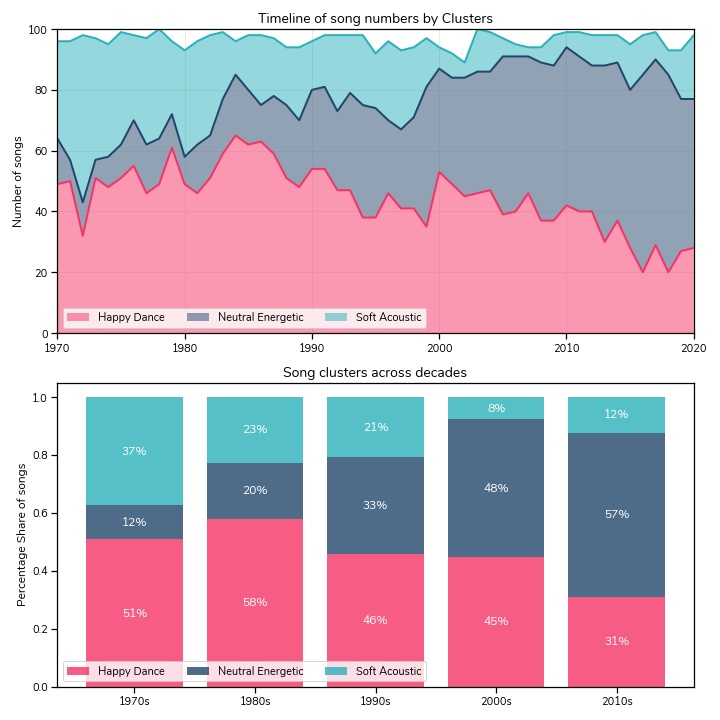 Timeline of song numbers by Clusters
Number of songs
100
80
60
40
20
0
Happy Dance Neutral Energetic Soft Acoustic
1970 1980 1990 2000 2010 2020
Song clusters across decades
Percentage Share of songs
1.0
0.8
0.6
0.4
0.2
0.0
37% 23% 21% 8% 12%
12% 20% 33% 48% 57%
51% 58% 46% 45% 31%
Happy Dance Neutral Energetic Soft Acoustic
1970s 1980s 1990s 2000s 2010s